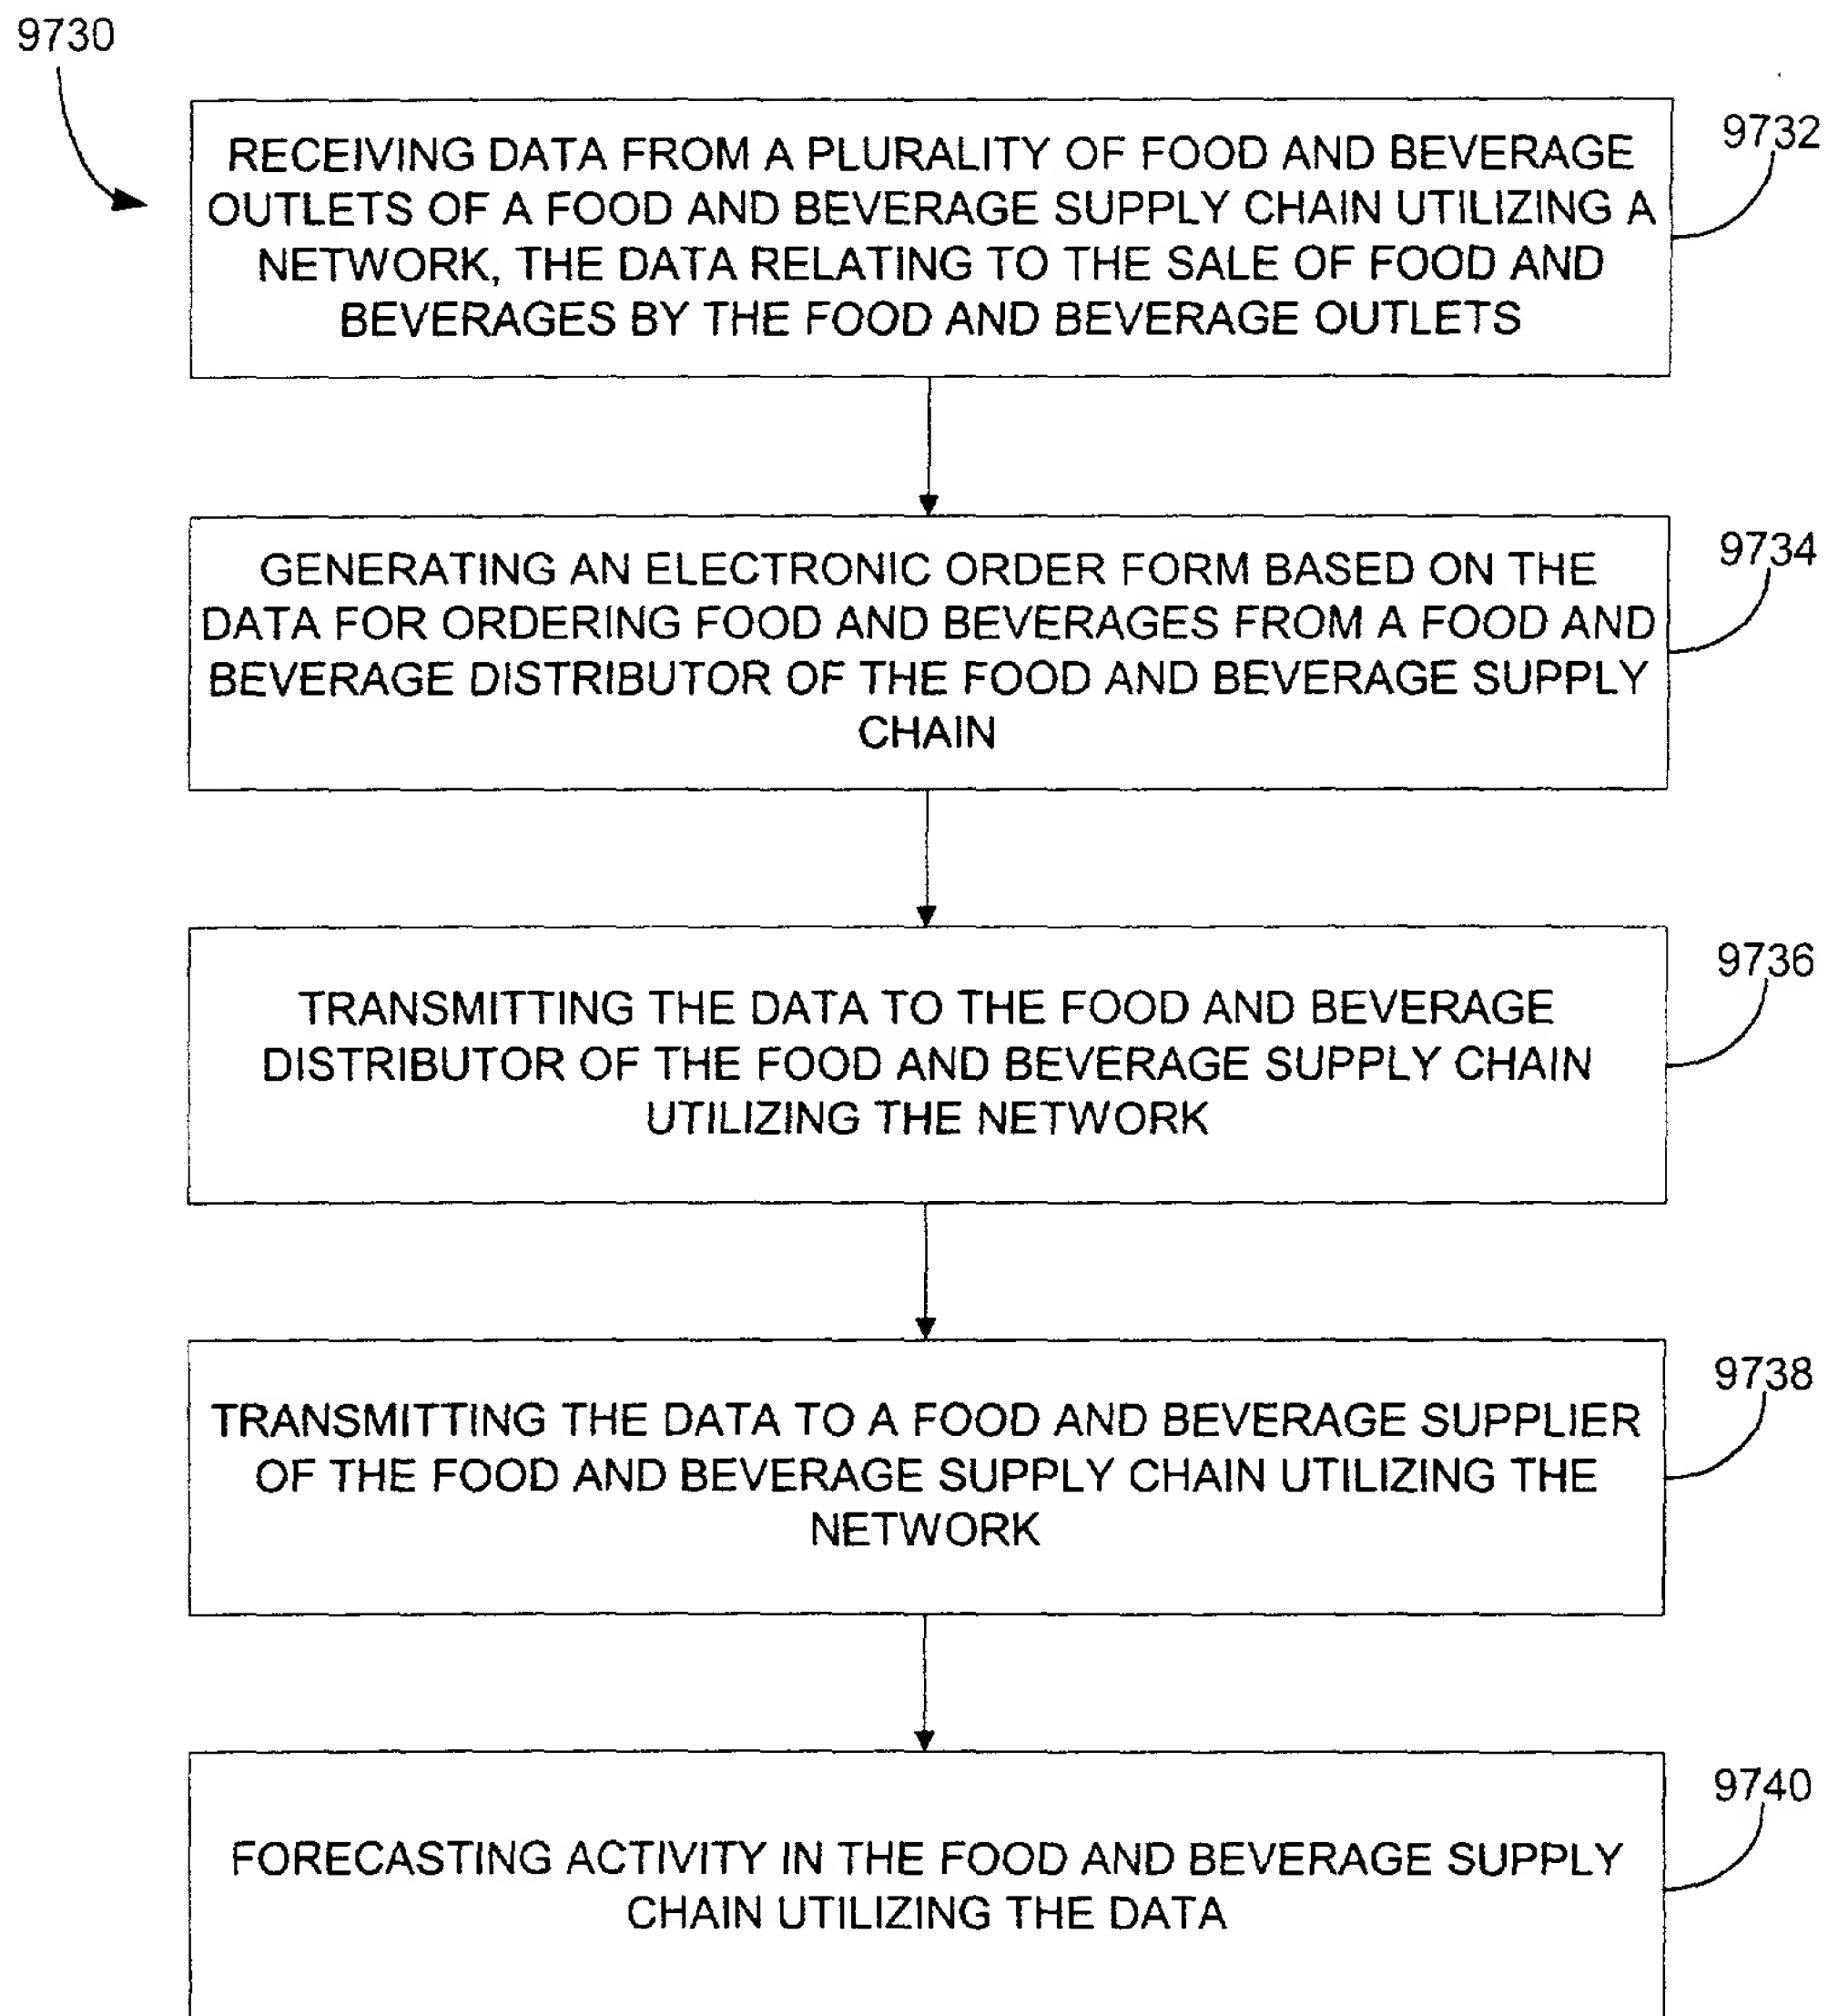 9730
9732
RECEIVING DATA FROM A PLURALITY OF FOOD AND BEVERAGE
OUTLETS OF A FOOD AND BEVERAGE SUPPLY CHAIN UTILIZING A
NETWORK, THE DATA RELATING TO THE SALE OF FOOD AND
BEVERAGES BY THE FOOD AND BEVERAGE OUTLETS
9734
GENERATING AN ELECTRONIC ORDER FORM BASED ON THE
DATA FOR ORDERING FOOD AND BEVERAGES FROM A FOOD AND
BEVERAGE DISTRIBUTOR OF THE FOOD AND BEVERAGE SUPPLY
CHAIN
9736
TRANSMITTING THE DATA TO THE FOOD AND BEVERAGE
DISTRIBUTOR OF THE FOOD AND BEVERAGE SUPPLY CHAIN
UTILIZING THE NETWORK
9738
TRANSMITTING THE DATA TO A FOOD AND BEVERAGE SUPPLIER
OF THE FOOD AND BEVERAGE SUPPLY CHAIN UTILIZING THE
NETWORK
9740
FORECASTING ACTIVITY IN THE FOOD AND BEVERAGE SUPPLY
CHAIN UTILIZING THE DATA